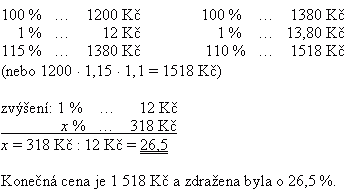 100 % ... 1200 Kč 100 % ... 1380 Kč
1 % ... 12 Kč 1 % ... 13,80 Kč
115 % ... 1380 Kč 110 % ... 1518 Kč
(nebo 1200 · 1,15 · 1,1 = 1518 Kč)
zvýšení: 1 % ... 12 Kč
x % ... 318 Kč
x = 318 Kč : 12 Kč = 26,5
Konečná cena je 1 518 Kč a zdražena byla o 26,5 %.